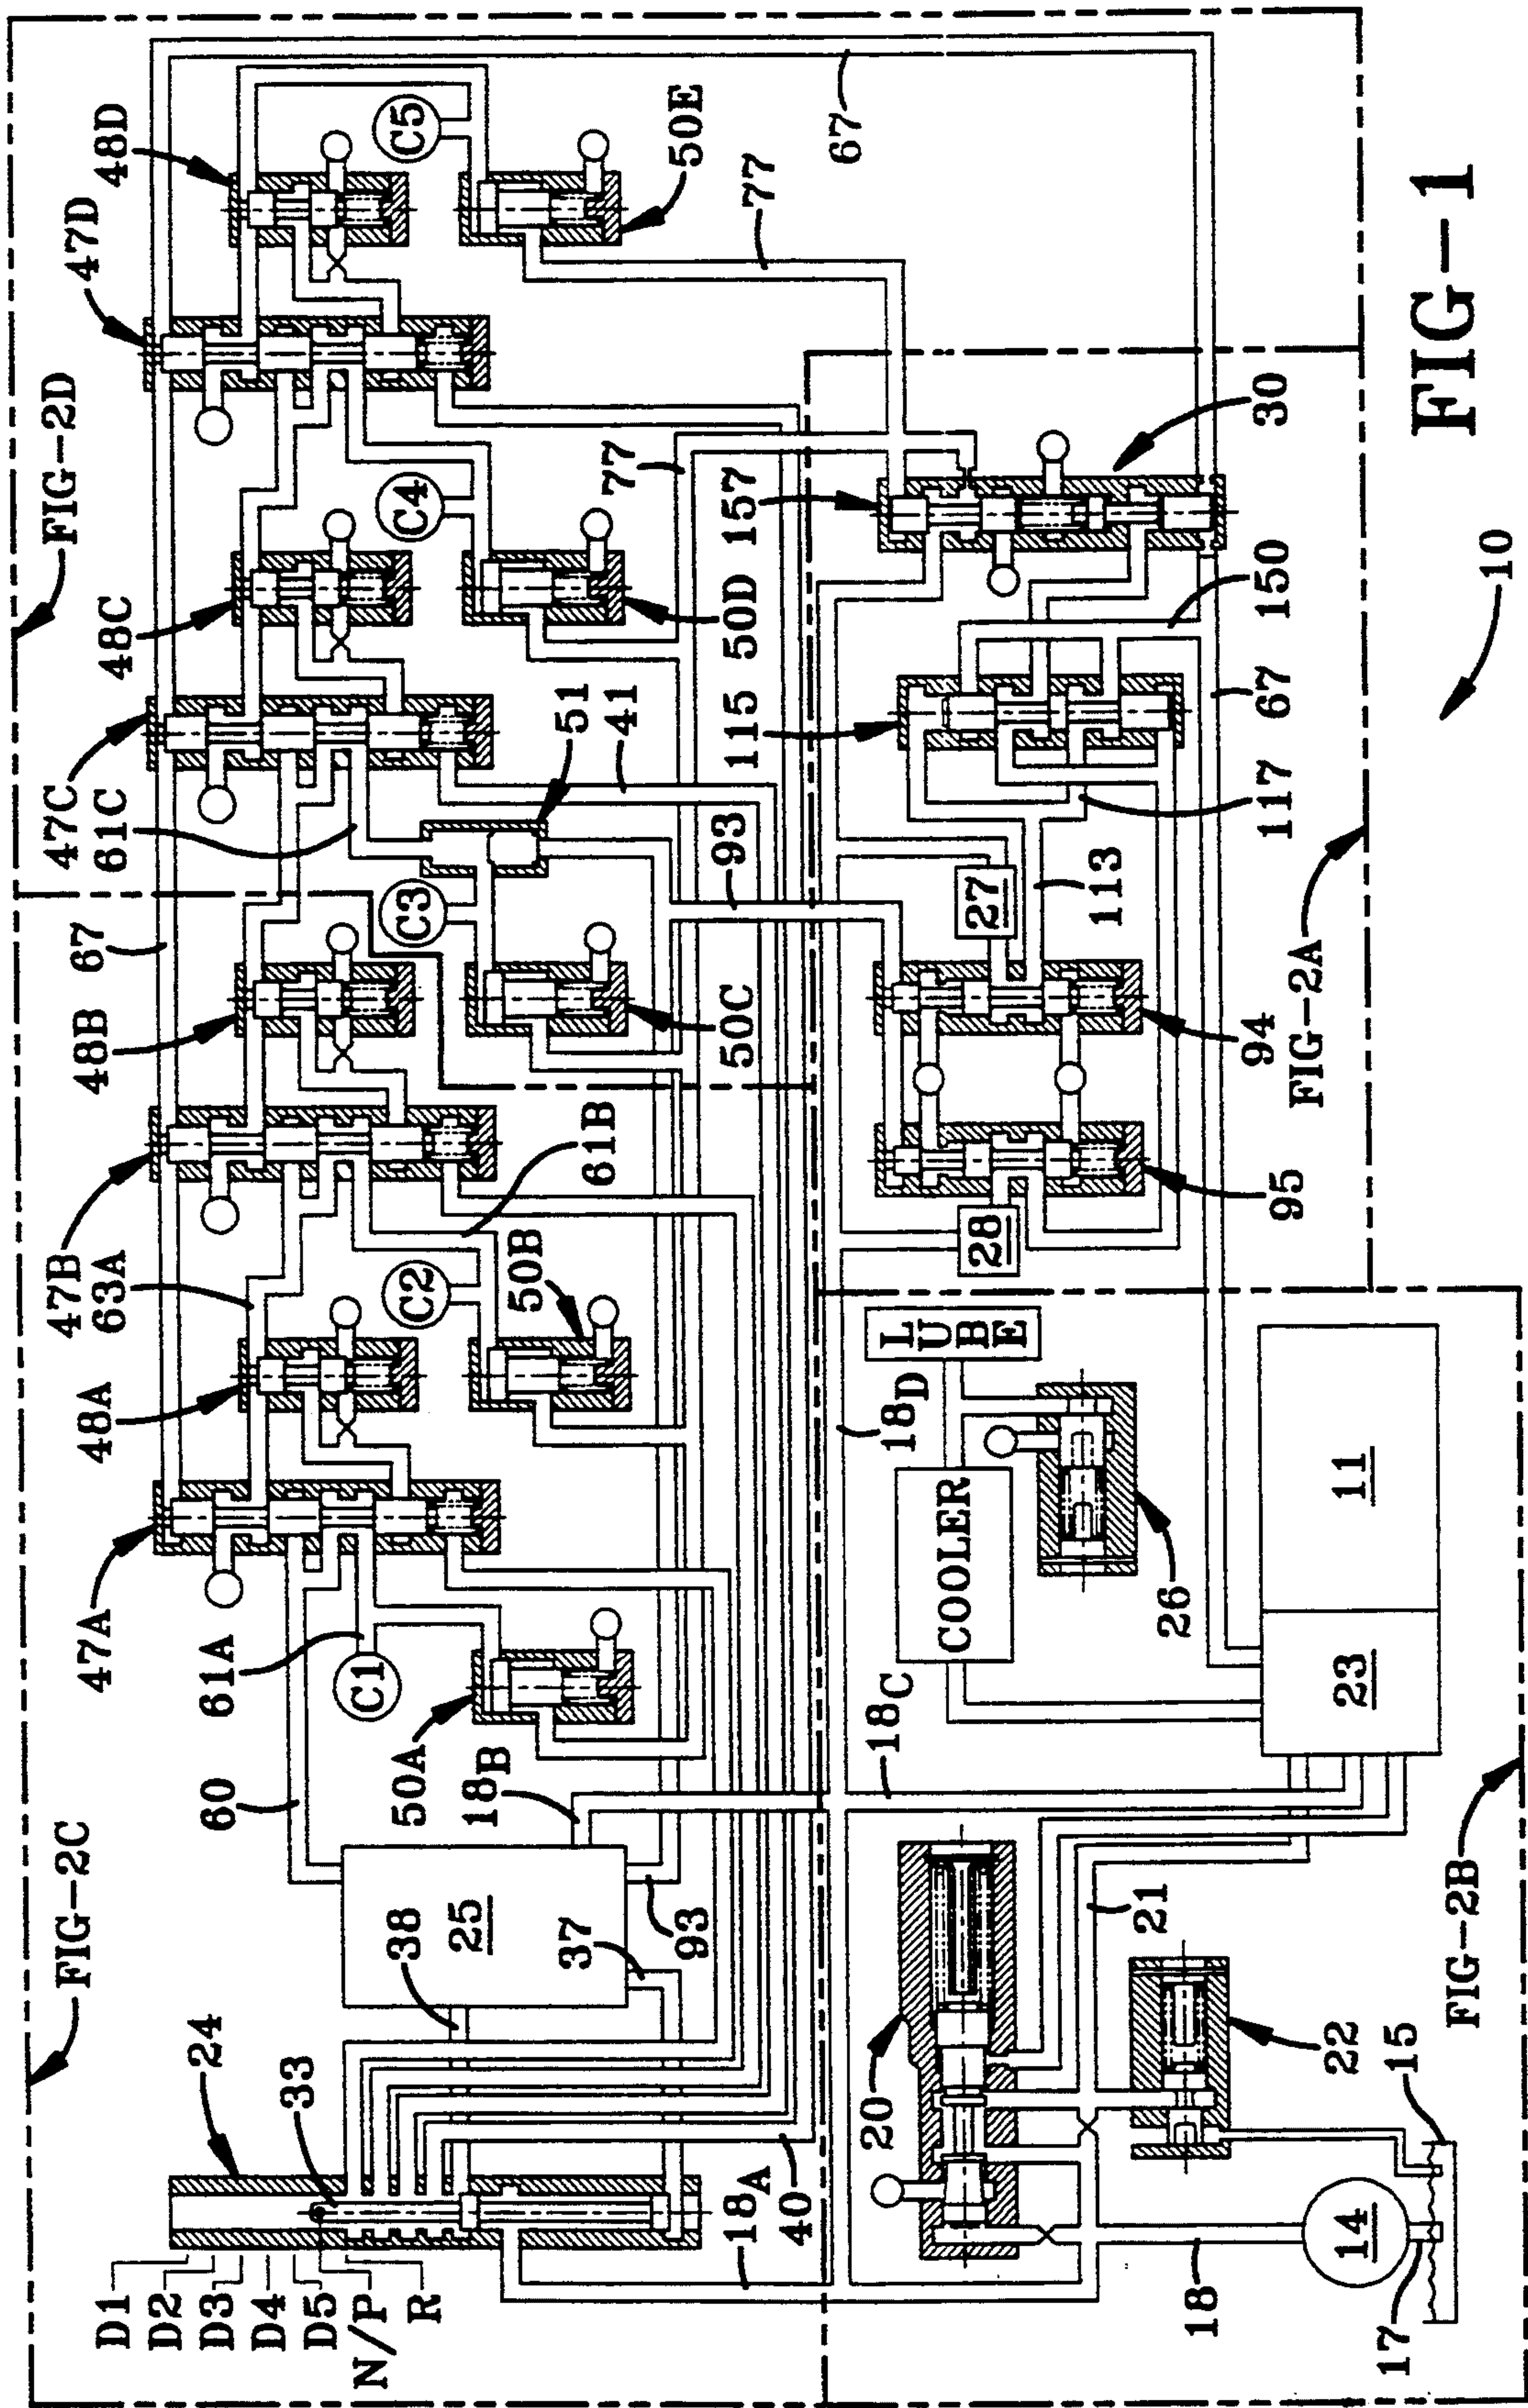 FIG-2C
FIG-2D
D1
D2
D3
D4
D5
N/P
R
24
33
38
25
37
93
60
18B
50A
C1
61A
47A
48A
63A
47B
C2
50B
61B
48B
67
61C
47C
C3
50C
51
41
48C
C4
50D
77
47D
48D
C5
50E
77
67
18A
40
93
115
157
30
27
113
117
150
67
94
95
28
FIG-2A
LUBE
18D
COOLER
26
18C
20
21
22
15
14
17
18
23
11
FIG-2B
10
FIG-1